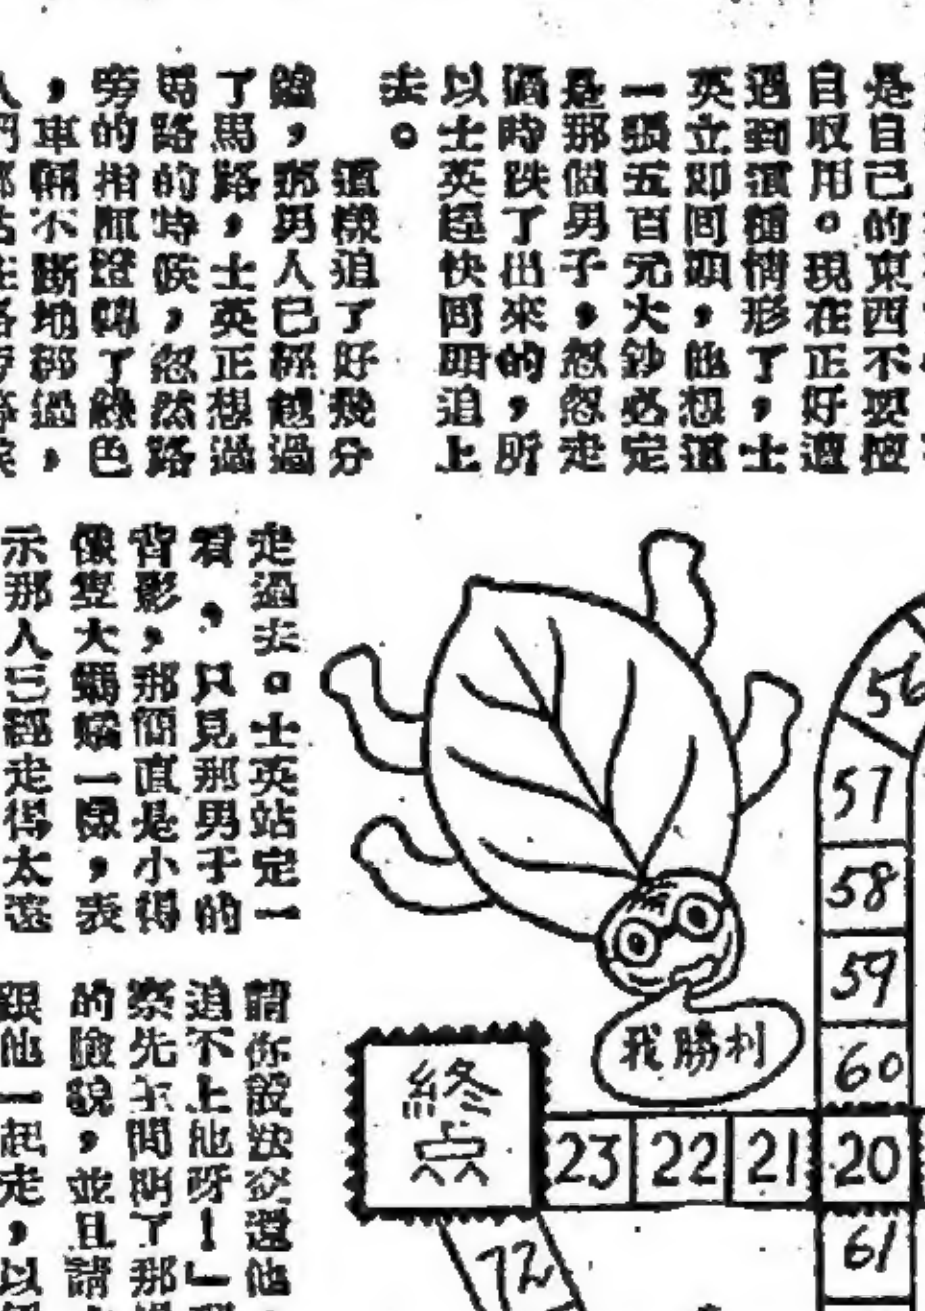 是自己的東西不要擅
自取用。現在正好遭
遇到這種情形了，士
英立即回頭，他想這
一張五百元大鈔必定
是那個男子，忽忽走
過時跌了出來的，所
以士英趕快回頭追上
去。
這樣追了好幾分
鐘，那男人已經越過
了馬路，士英正想過
馬路的時候，忽然路
旁的指揮燈轉了綠色
，車輛不斷地
走過去。士英站定一
看，只見那男子的
背影，那簡直是小得
像隻大螞蟻一樣，表
示那人已經走得太遠
請你設法交還他
追不上他呀！」
察先生問明了那
的臉貌，並且請
跟他一起走，以
我勝利
56
57
58
59
60
終点
23
22
21
20
61
72